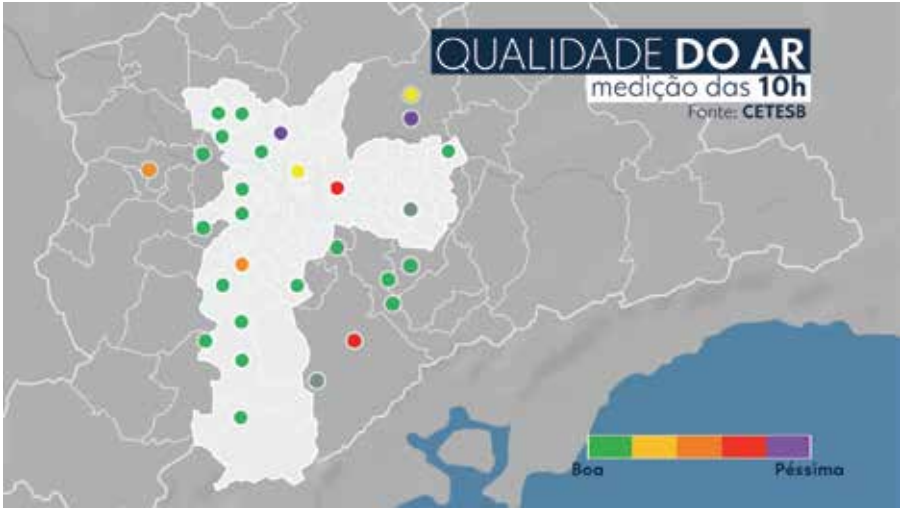 QUALIDADE DO AR
medição das 10h
Fonte: CETESB
Boa
Péssima